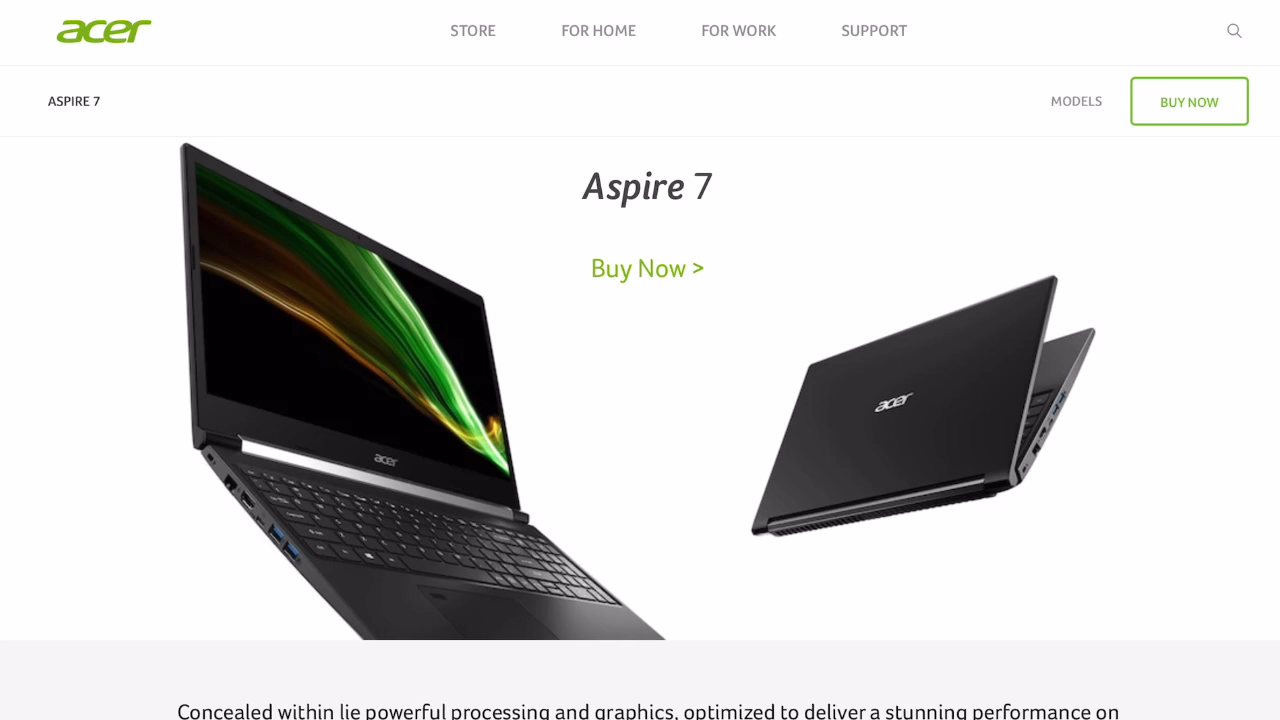 acer
STORE
FOR HOME
FOR WORK
SUPPORT
ASPIRE 7
MODELS
BUY NOW
Aspire 7
Buy Now >
acer
acer
Concealed within lie powerful processing and graphics, optimized to deliver a stunning performance on